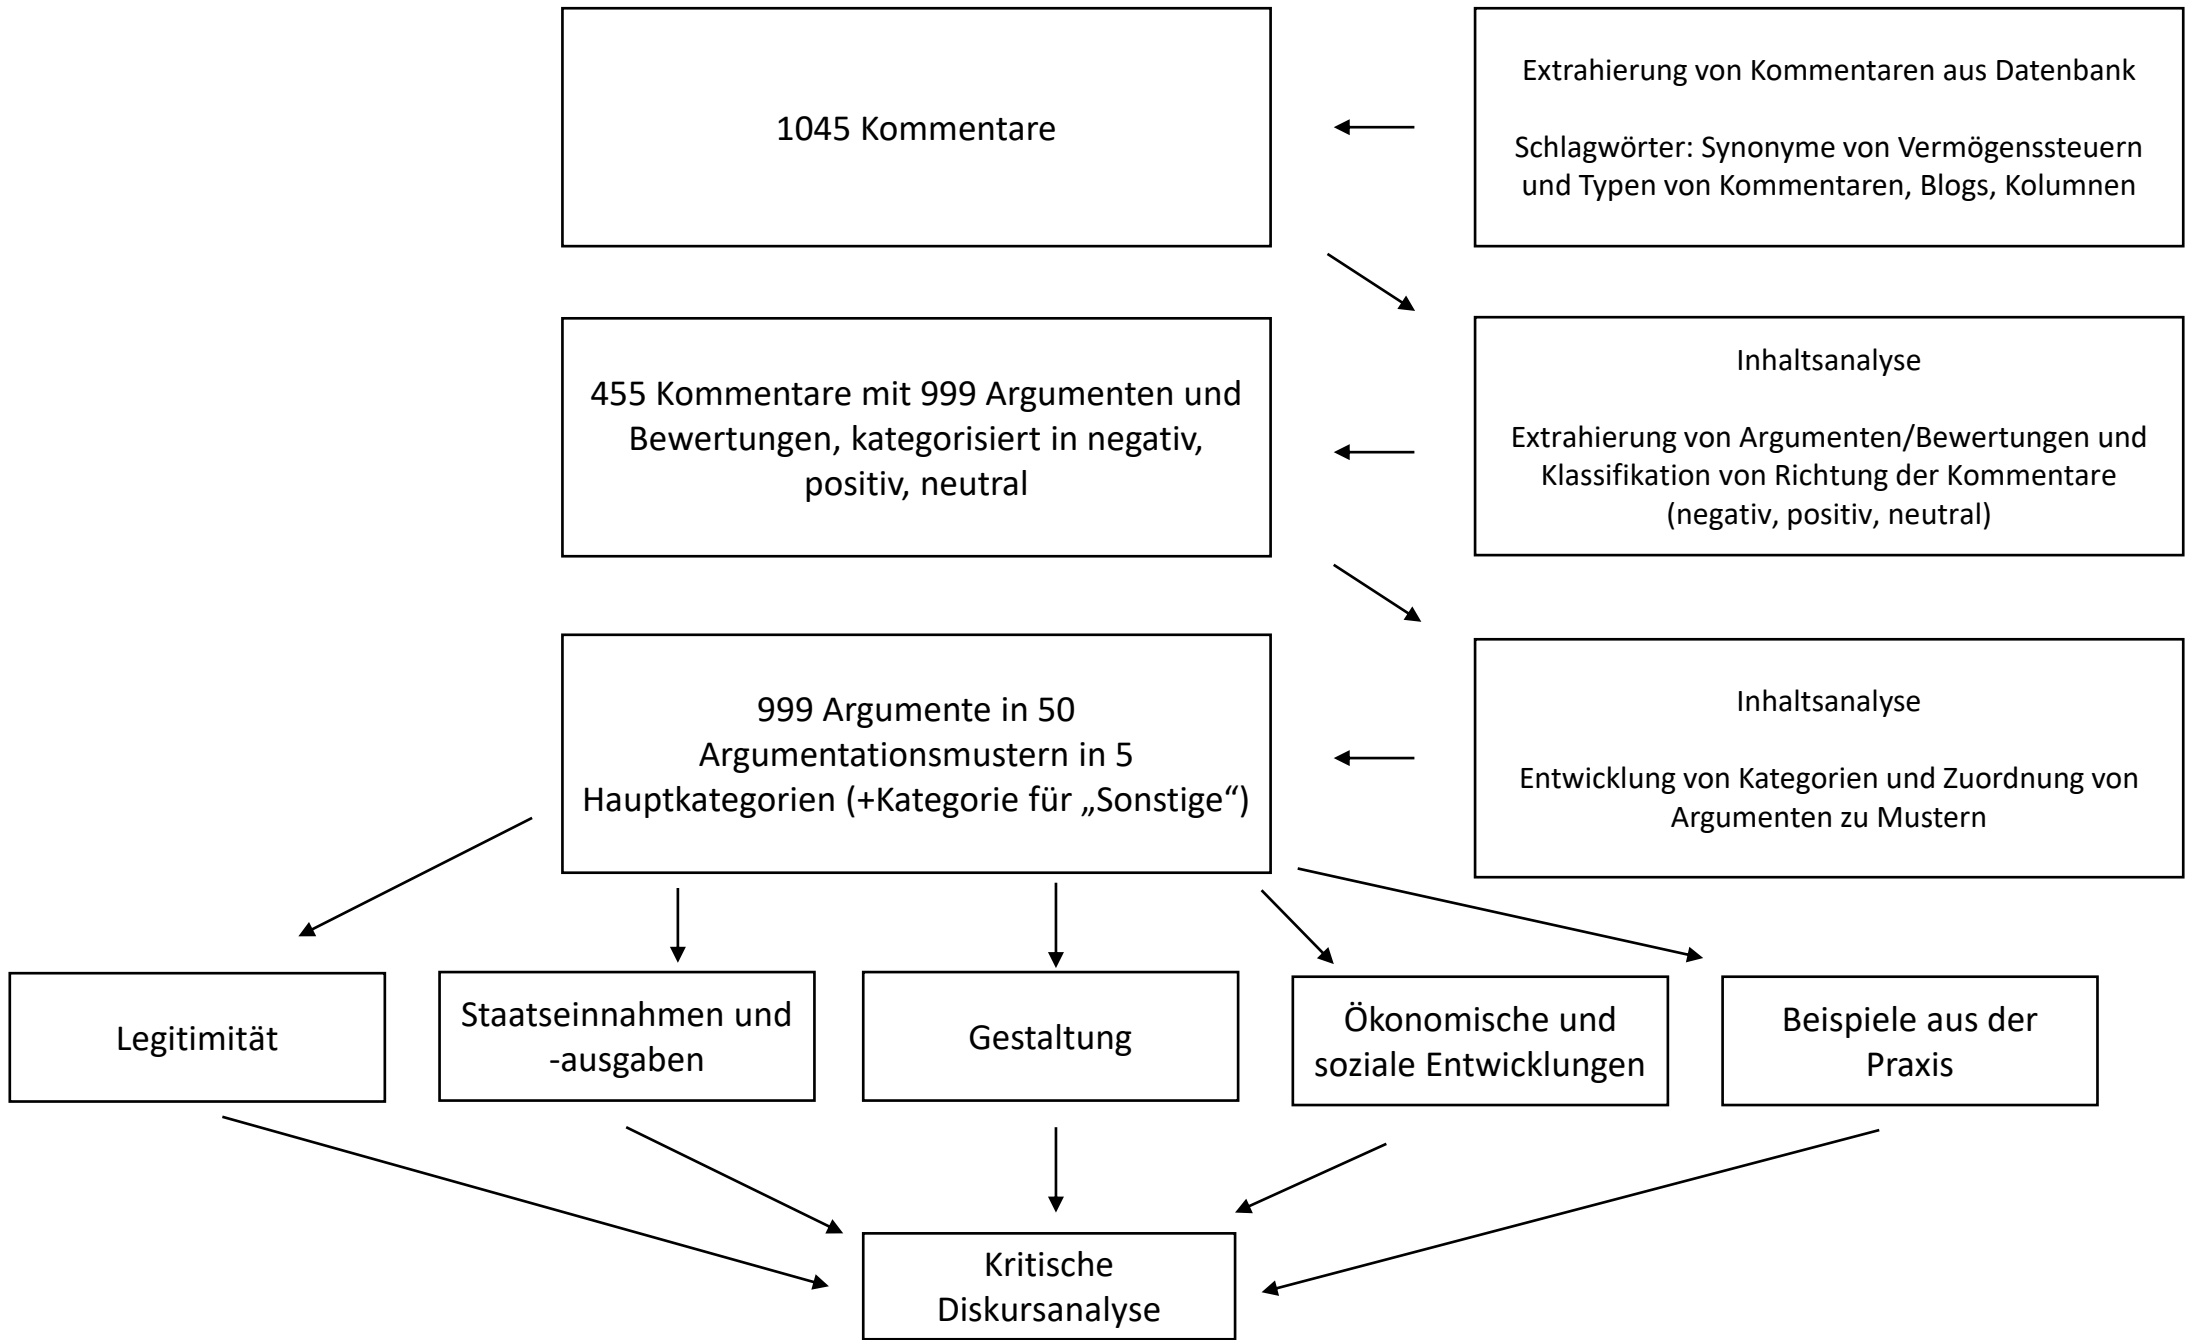 1045 Kommentare
Extrahierung von Kommentaren aus Datenbank
Schlagwörter: Synonyme von Vermögenssteuern
und Typen von Kommentaren, Blogs, Kolumnen
455 Kommentare mit 999 Argumenten und
Bewertungen, kategorisiert in negativ,
positiv, neutral
Inhaltsanalyse
Extrahierung von Argumenten/Bewertungen und
Klassifikation von Richtung der Kommentare
(negativ, positiv, neutral)
999 Argumente in 50
Argumentationsmustern in 5
Hauptkategorien (+Kategorie für „Sonstige“)
Inhaltsanalyse
Entwicklung von Kategorien und Zuordnung von
Argumenten zu Mustern
Legitimität
Staatseinnahmen und
-ausgaben
Gestaltung
Ökonomische und
soziale Entwicklungen
Beispiele aus der
Praxis
Kritische
Diskursanalyse